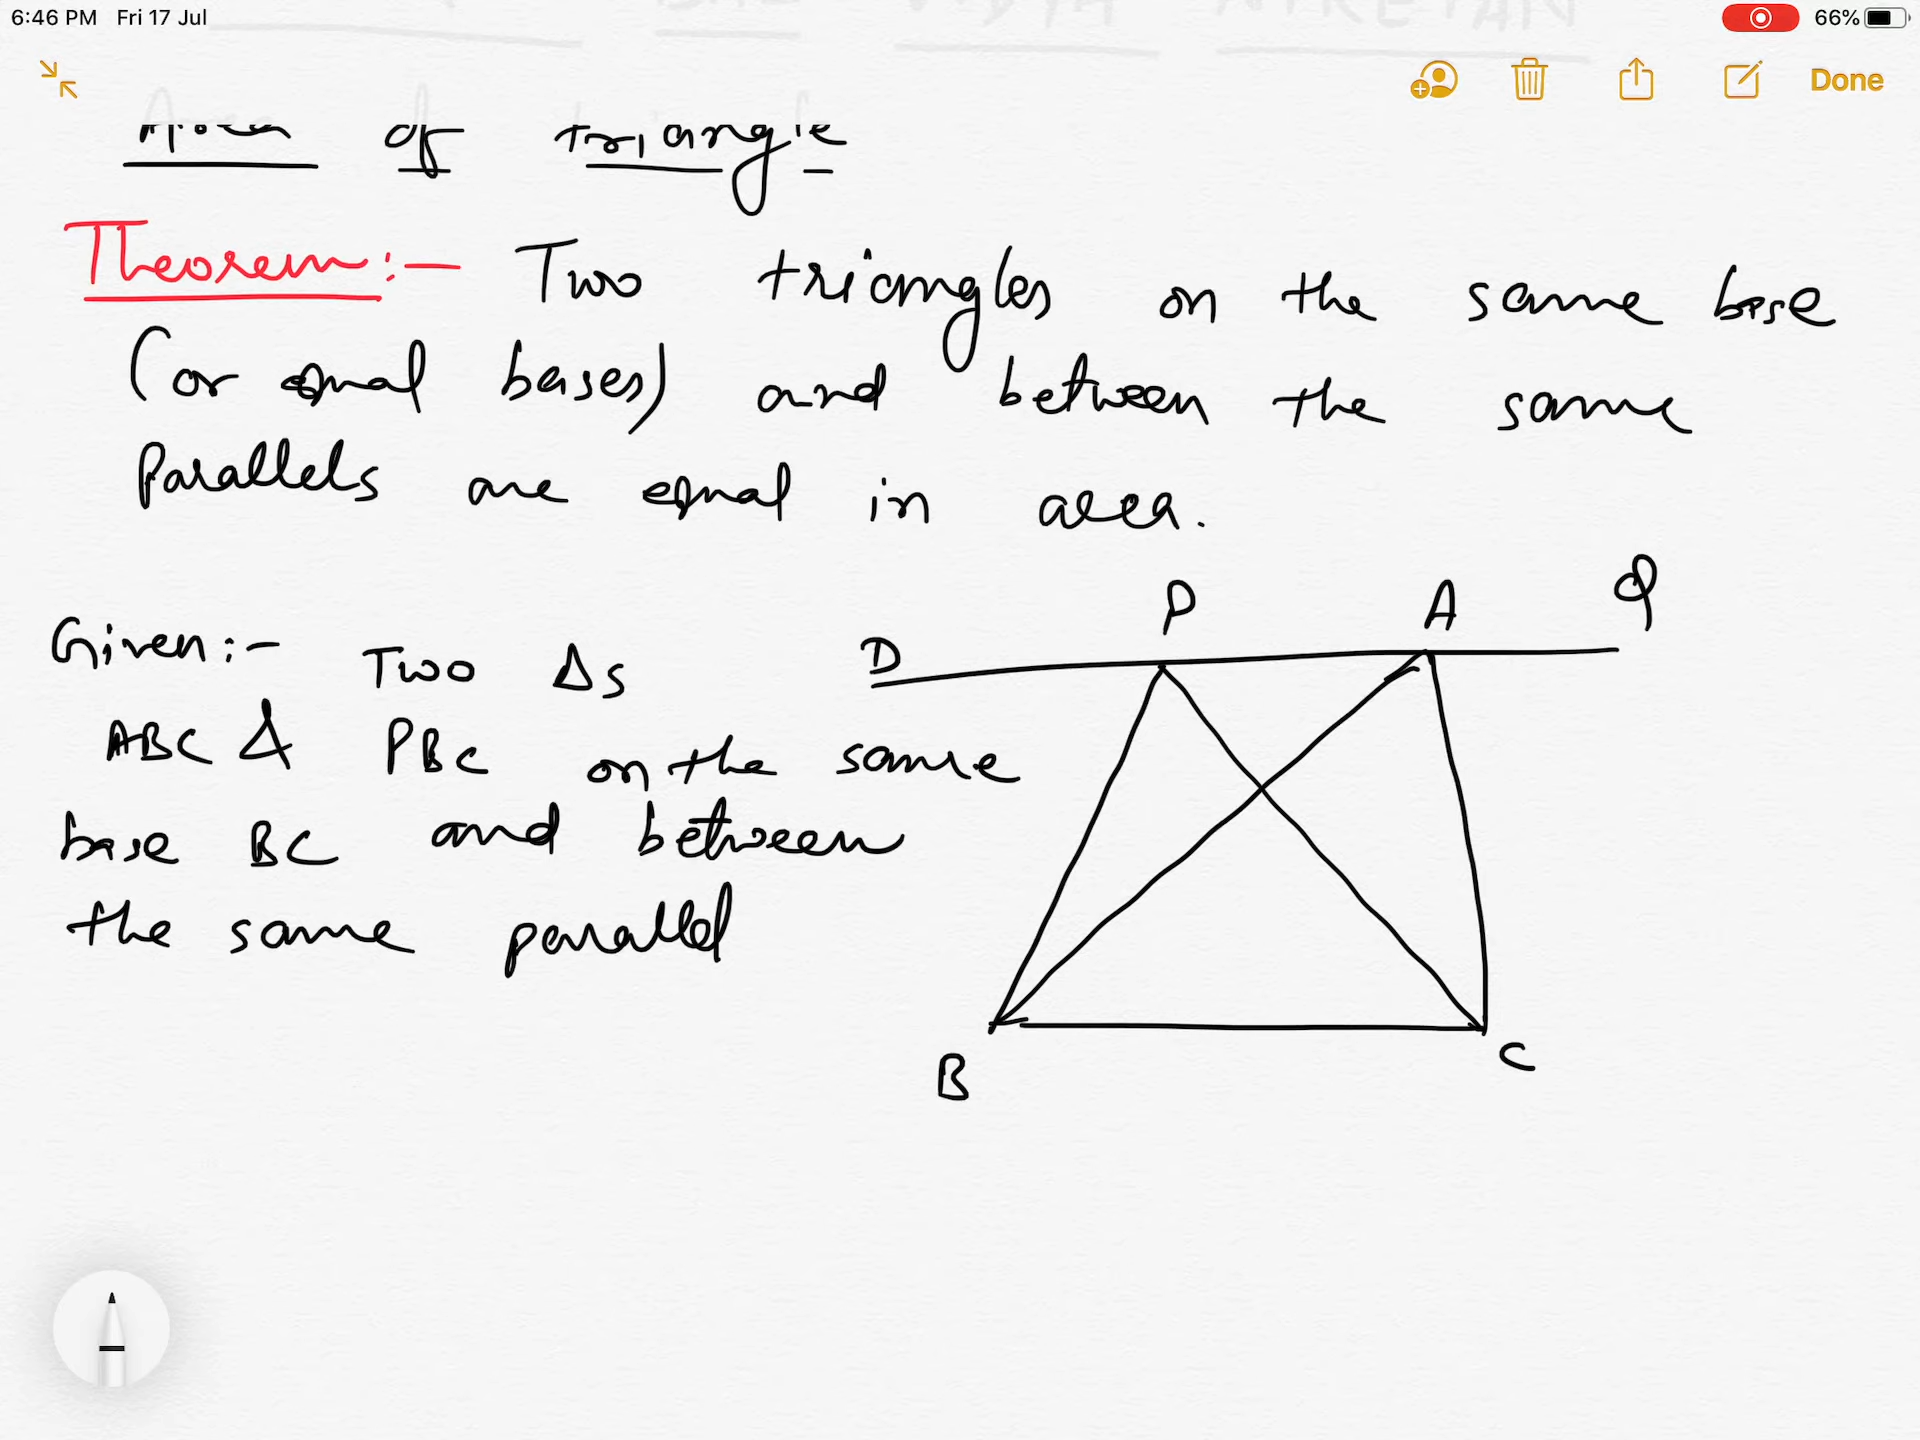 6:46 PM Fri 17 Jul 66%
Done
Area of triangle
Theorem:- Two triangles on the same base
(or equal bases) and between the same
Parallels are equal in area.
P A Q
D
Given:- Two Δs
ABC & PBC on the same
base BC and between
the same parallel
B C